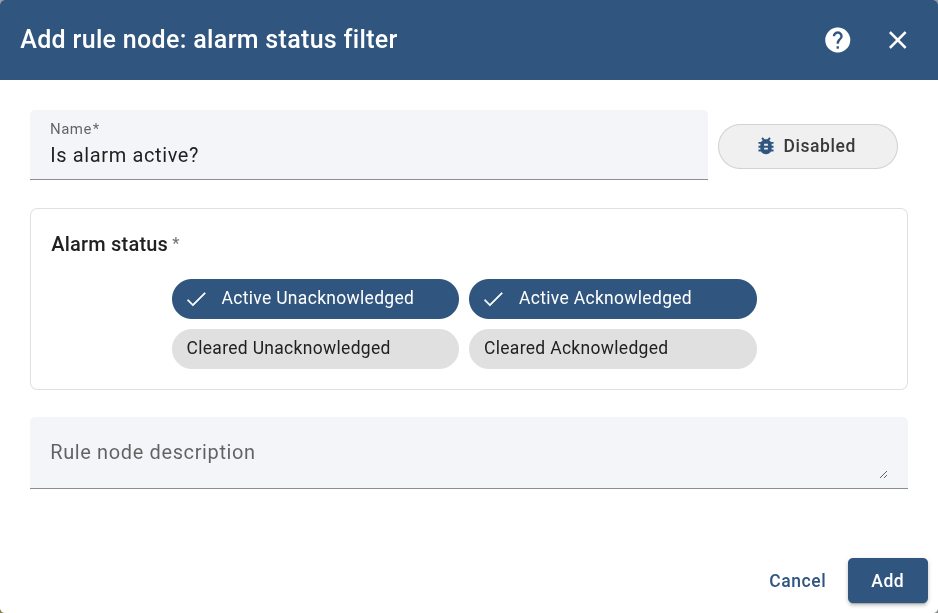 Add rule node: alarm status filter
Name*
Is alarm active?
Disabled
Alarm status *
Active Unacknowledged
Active Acknowledged
Cleared Unacknowledged
Cleared Acknowledged
Rule node description
Cancel
Add